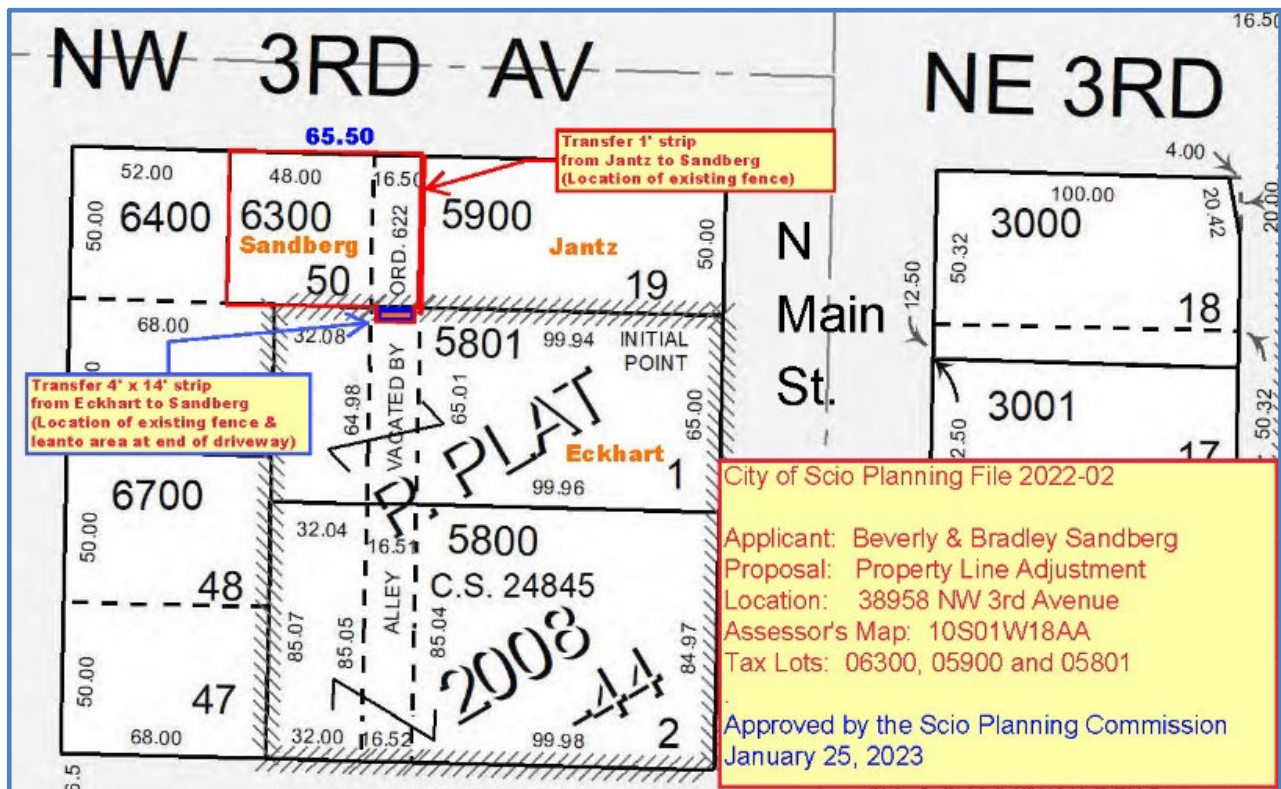 NW 3RD AV
NE 3RD
16.50
65.50
Transfer 1' strip
from Jantz to Sandberg
(Location of existing fence)
4.00
52.00
48.00
16.50
100.00
20.42
20.00
50.00
6400
6300
ORD. 622
5900
50.00
3000
50.32
Sandberg
Jantz
50
19
N
Main
St.
12.50
18
68.00
32.08
5801
99.94
INITIAL
POINT
Transfer 4' x 14' strip
from Eckhart to Sandberg
(Location of existing fence &
leanto area at end of driveway)
64.98
VACATED BY
65.01
65.00
3001
50.32
2.50
17
P. PLAT
Eckhart
1
99.96
6700
50.00
48
32.04
16.51
5800
C.S. 24845
ALLEY
85.07
85.05
85.04
84.97
2008
-44
50.00
47
68.00
32.00
16.52
99.98
2
6.5
City of Scio Planning File 2022-02
Applicant: Beverly & Bradley Sandberg
Proposal: Property Line Adjustment
Location: 38958 NW 3rd Avenue
Assessor's Map: 10S01W18AA
Tax Lots: 06300, 05900 and 05801
.
Approved by the Scio Planning Commission
January 25, 2023